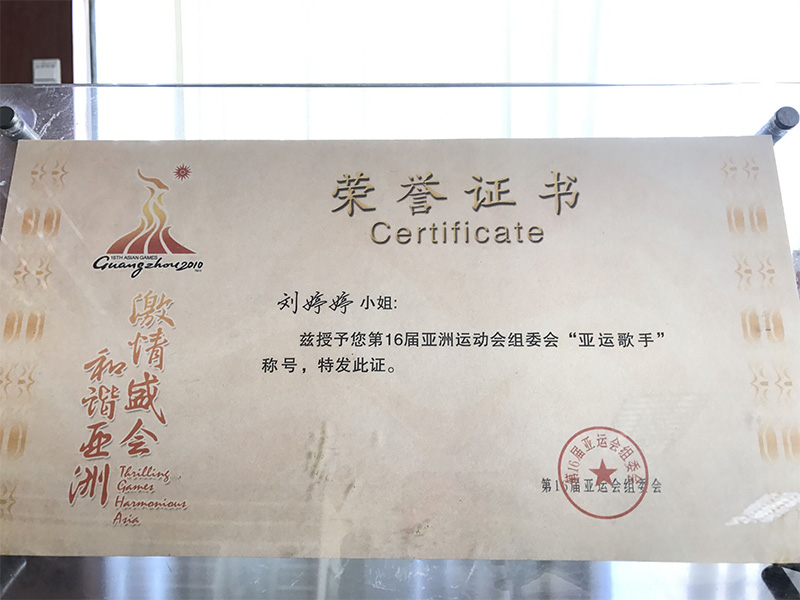 荣誉证书
Certificate
16TH ASIAN GAMES
Guangzhou2010
激情盛会
和谐亚洲
Thrilling
Games
Harmonious
Asia
刘婷婷 小姐:
兹授予您第16届亚洲运动会组委会“亚运歌手”
称号,特发此证。
第16届亚运会组委会
第16届亚运会组委会